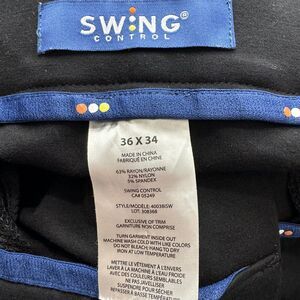 SWING®
CONTROL
36 X 34
MADE IN CHINA
FABRIQUÉ EN CHINE
63% RAYON/RAYONNE
32% NYLON
5% SPANDEX
SWING CONTROL
CA# 05249
STYLE/MODÈLE: 4003BISW
LOT: 308368
EXCLUSIVE OF TRIM
GARNITURE NON COMPRISE
TURN GARMENT INSIDE OUT
MACHINE WASH COLD WITH LIKE COLORS
DO NOT BLEACH. HANG TO DRY
IRON AT LOW TEMPERATURE
METTRE LE VÊTEMENT À L'ENVERS
LAVER À LA MACHINE À L'EAU FROIDE
AVEC DES COULEURS SEMBLABLES
NE PAS JAVELLISER
SUSPENDRE POUR SÉCHER
REPASSER À BASSE TEMPÉRATURE